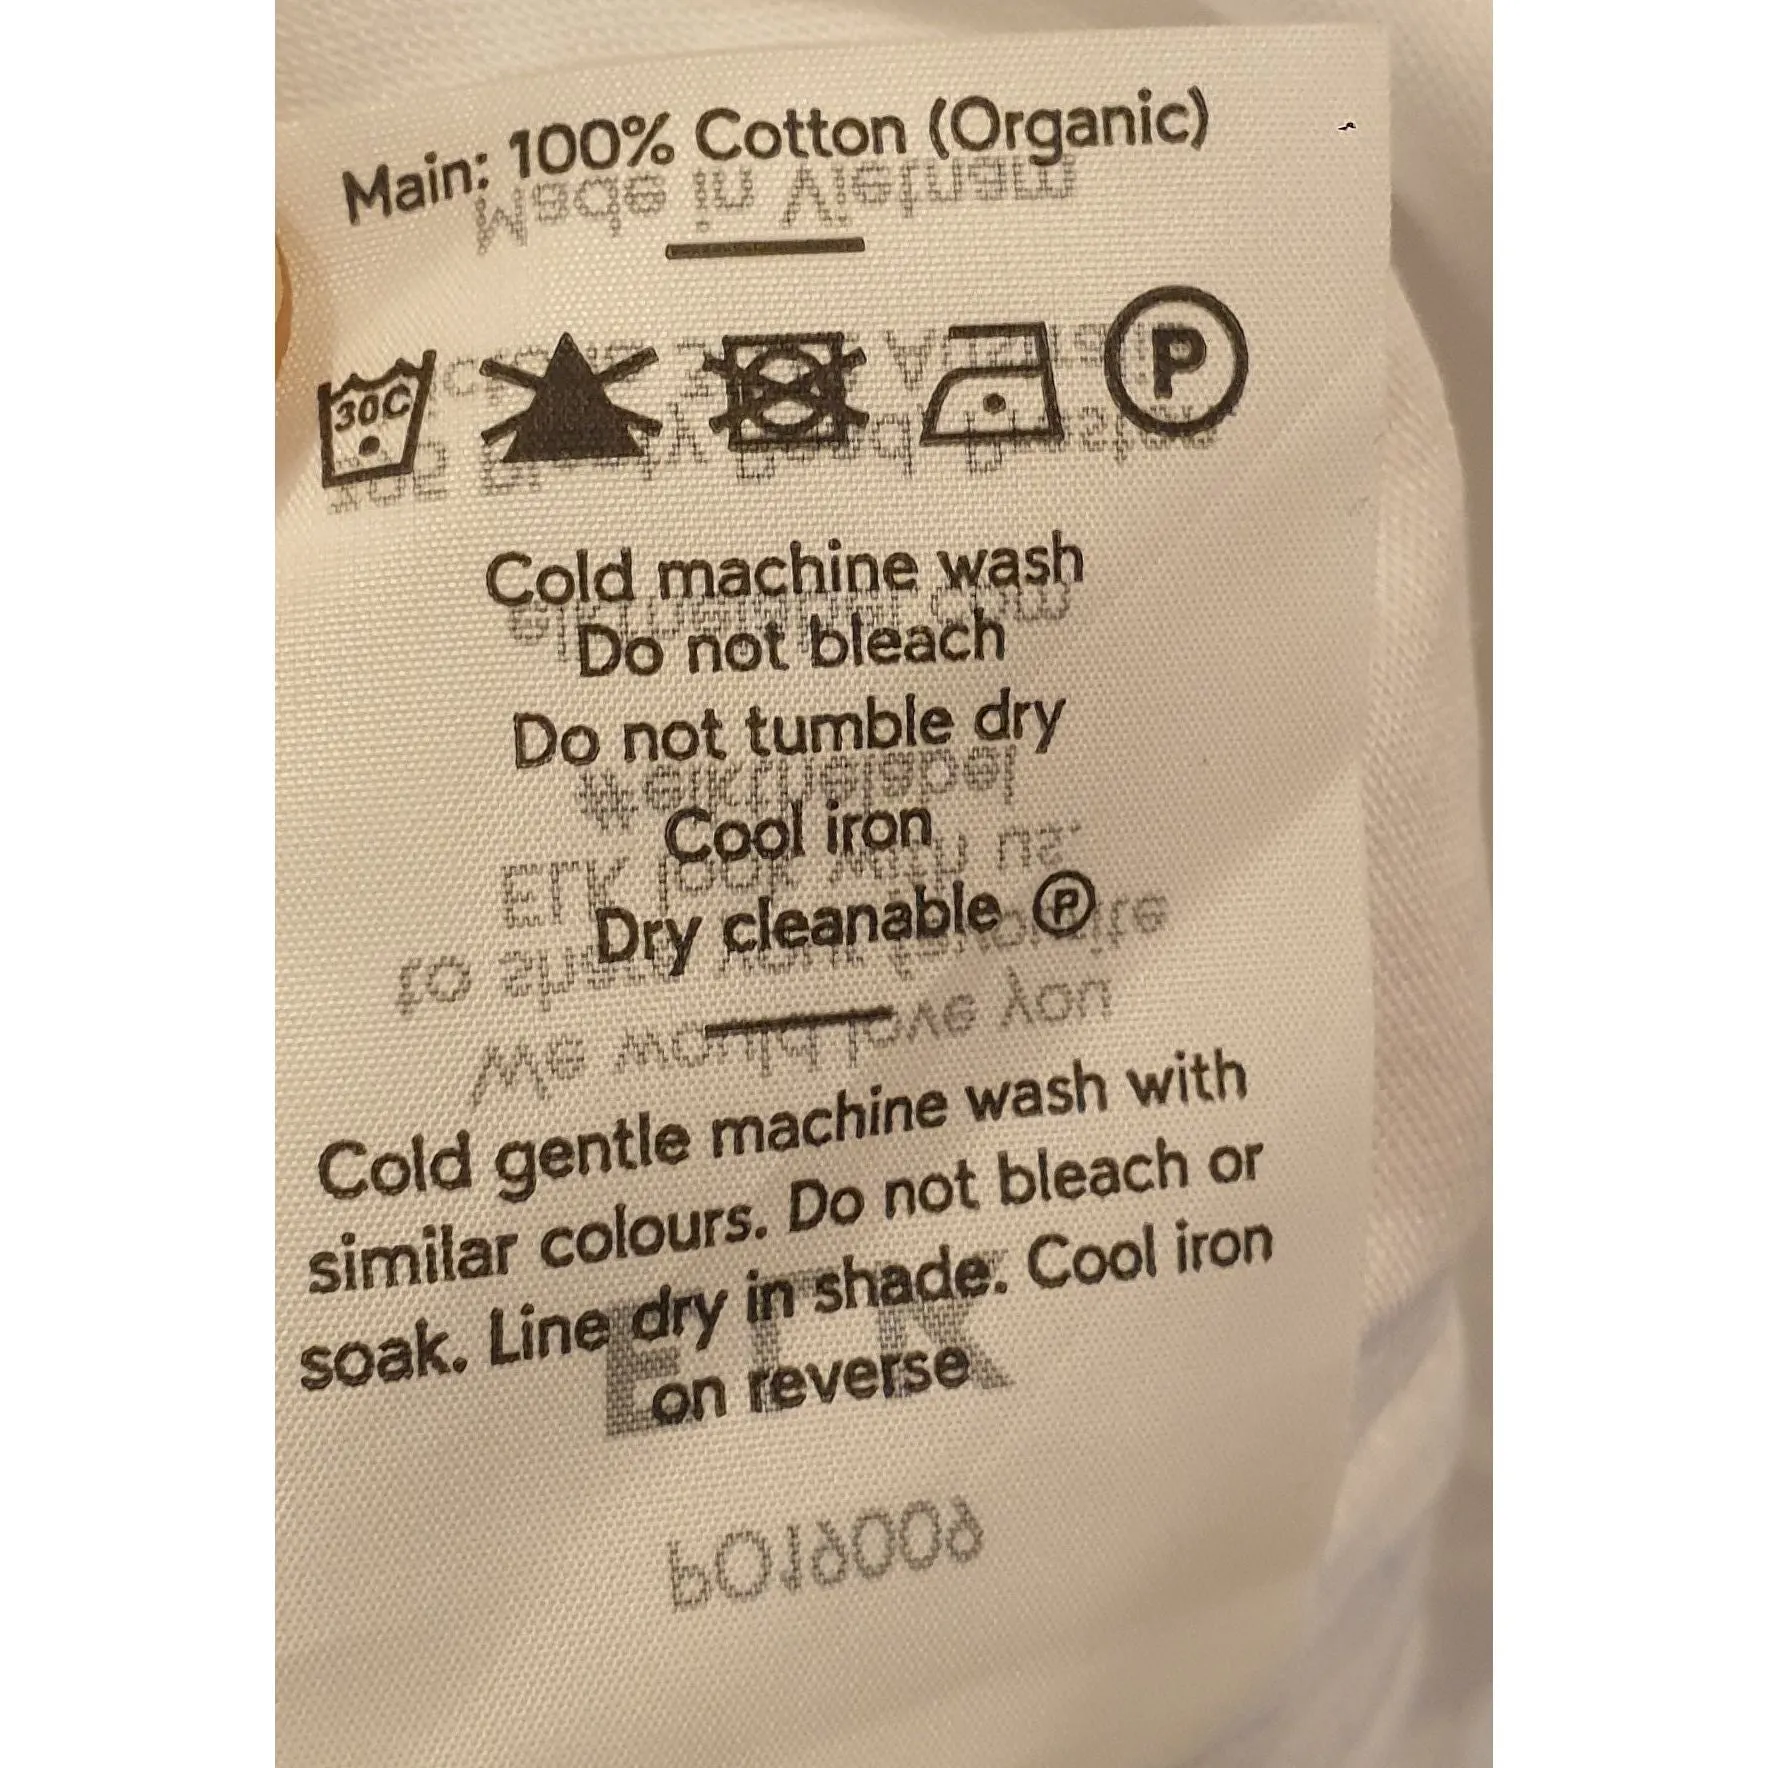 Main: 100% Cotton (Organic)
30C
P
Cold machine wash
Do not bleach
Do not tumble dry
Cool iron
Dry cleanable Ⓟ
Cold gentle machine wash with
similar colours. Do not bleach or
soak. Line dry in shade. Cool iron
on reverse